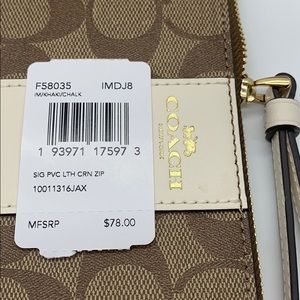 F58035 IMDJ8
IM/KHAKI/CHALK
1 93971 17597 3
SIG PVC LTH CRN ZIP
10011316JAX
MFSRP $78.00
COACH